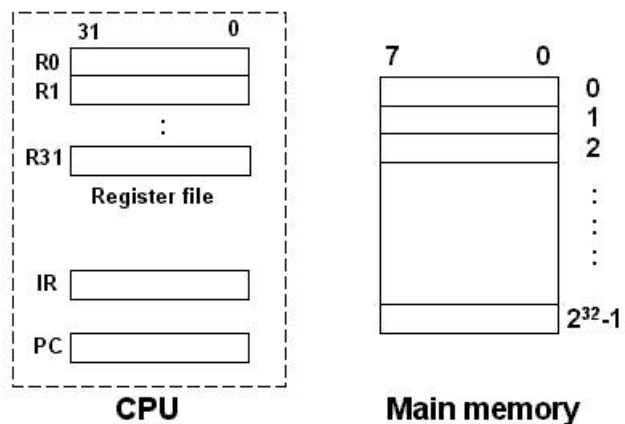 31 0
R0
R1
:
R31
Register file
IR
PC
CPU
7 0
0
1
2
:
:
:
2³²-1
Main memory